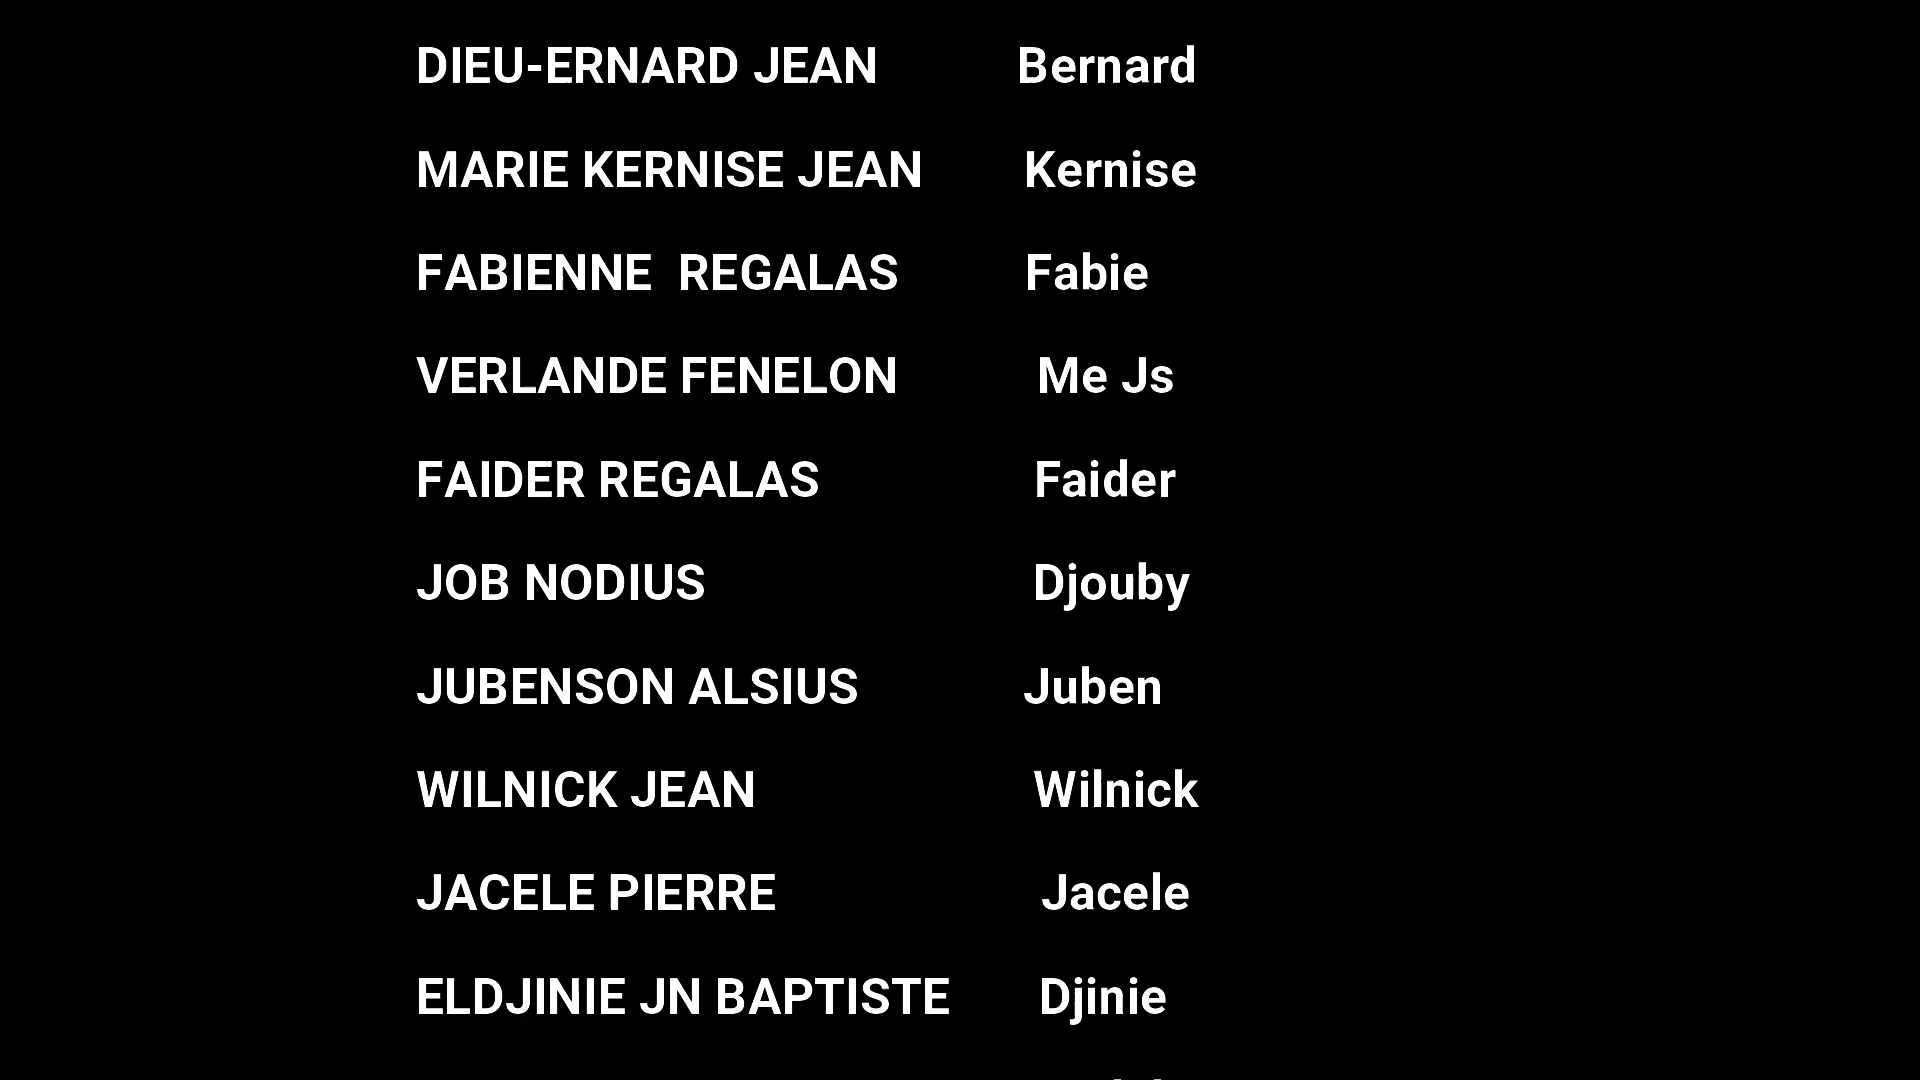 DIEU-ERNARD JEAN Bernard
MARIE KERNISE JEAN Kernise
FABIENNE REGALAS Fabie
VERLANDE FENELON Me Js
FAIDER REGALAS Faider
JOB NODIUS Djouby
JUBENSON ALSIUS Juben
WILNICK JEAN Wilnick
JACELE PIERRE Jacele
ELDJINIE JN BAPTISTE Djinie